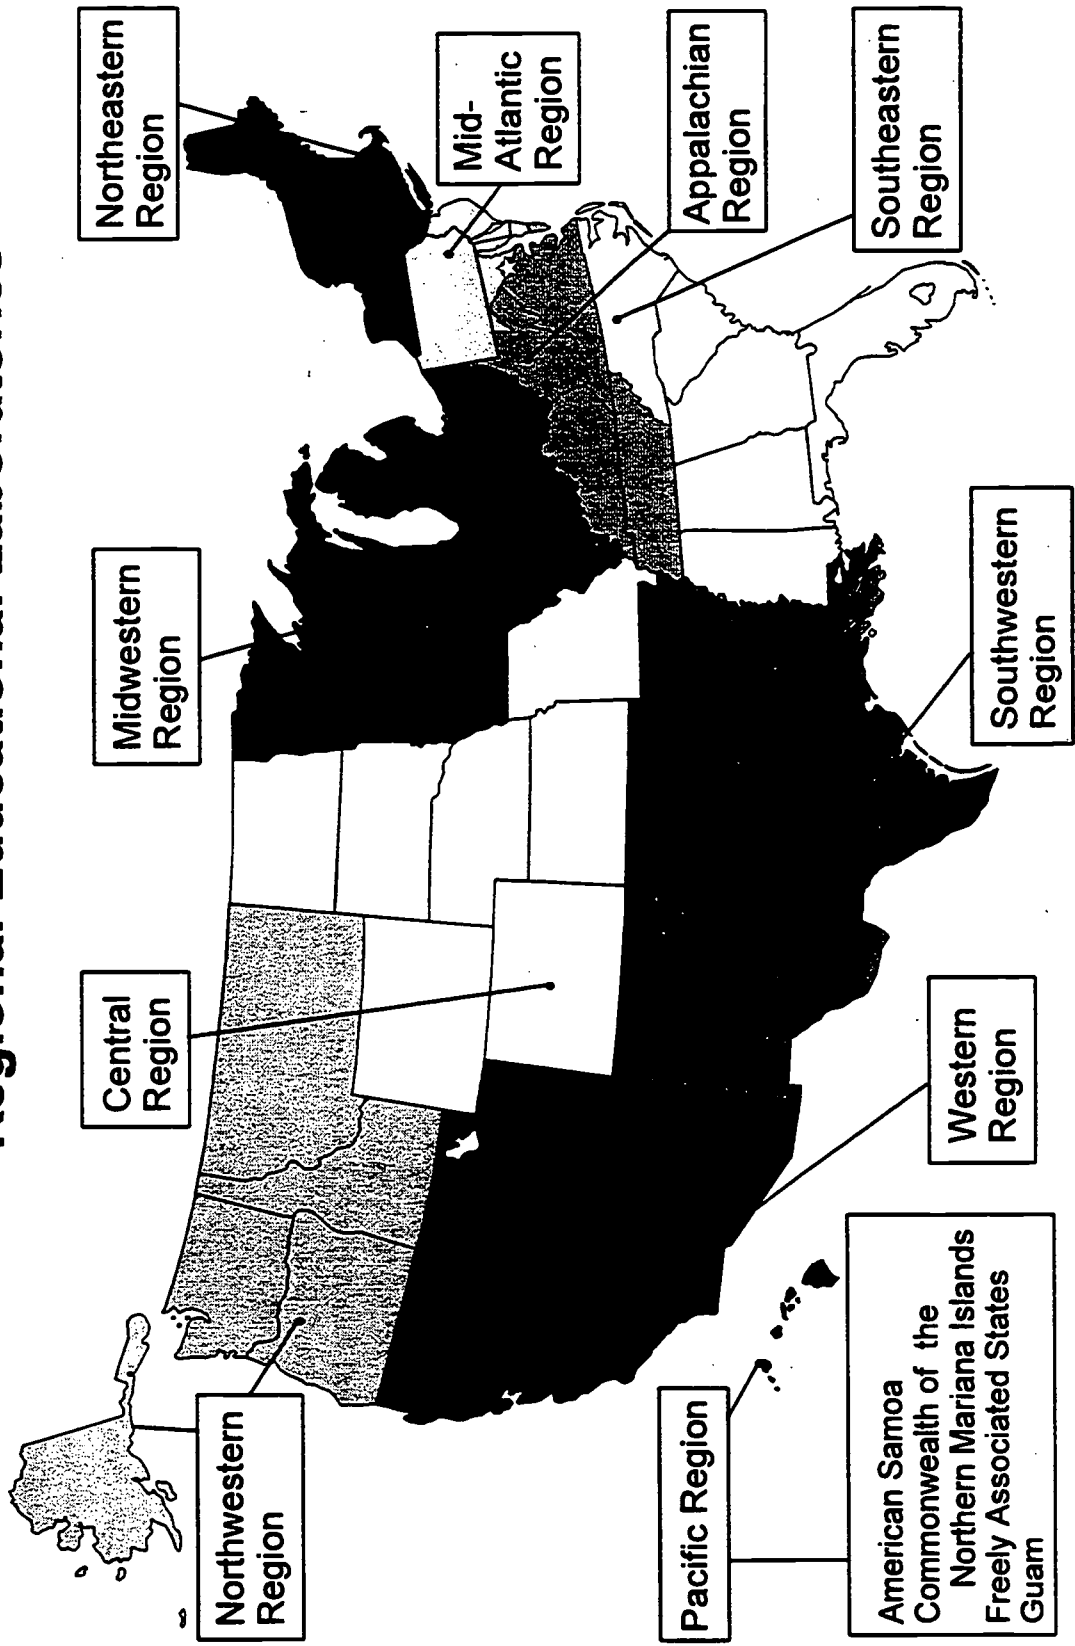 Northwestern
Region
Central
Region
Midwestern
Region
Northeastern
Region
Mid-
Atlantic
Region
Appalachian
Region
Southeastern
Region
Southwestern
Region
Western
Region
Pacific Region
American Samoa
Commonwealth of the
Northern Mariana Islands
Freely Associated States
Guam